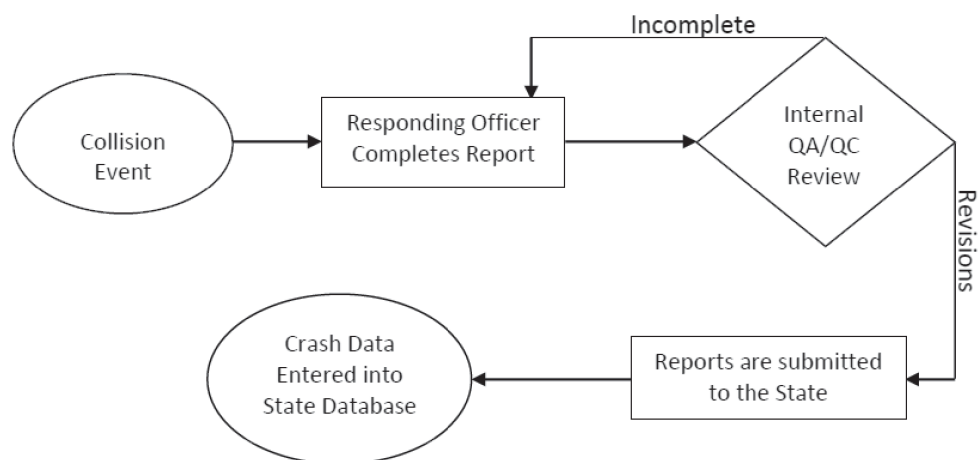 Incomplete
Collision
Event
Responding Officer
Completes Report
Internal
QA/QC
Review
Revisions
Reports are submitted
to the State
Crash Data
Entered into
State Database